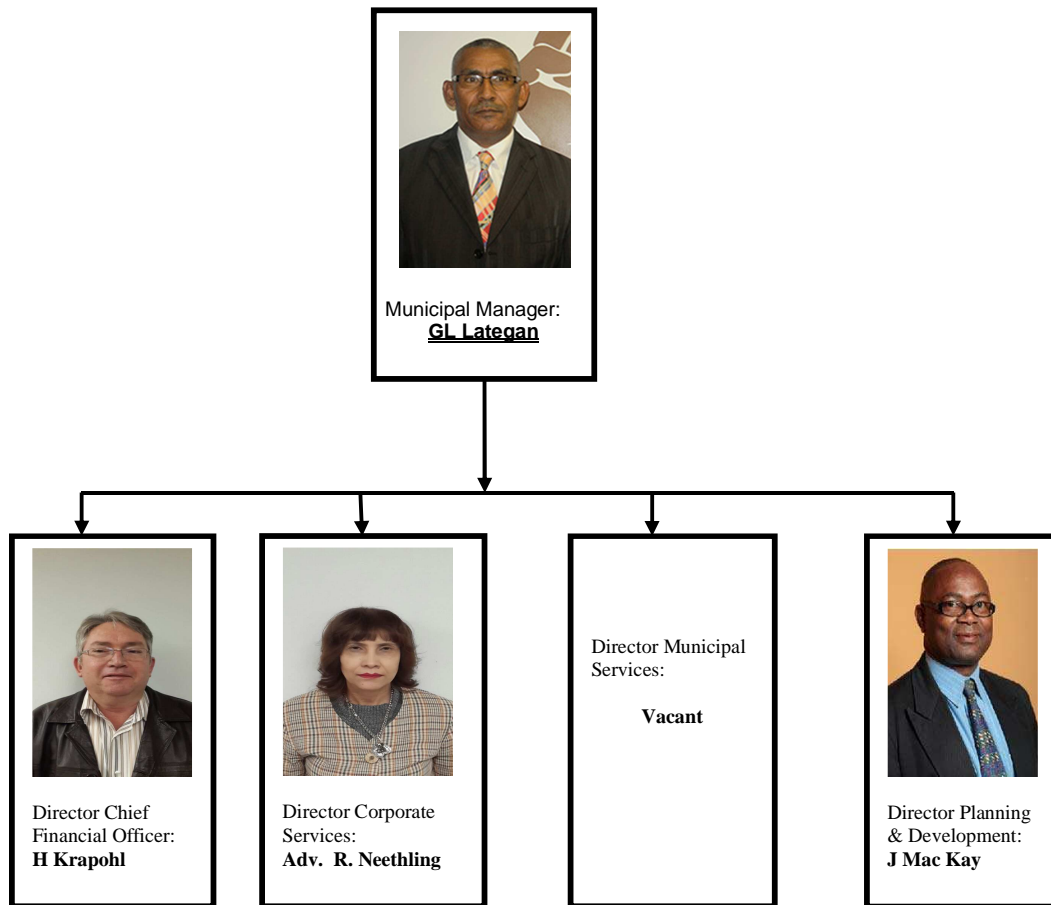 Municipal Manager:
GL Lategan
Director Chief
Financial Officer:
H Krapohl
Director Corporate
Services:
Adv. R. Neethling
Director Municipal
Services:
Vacant
Director Planning
& Development:
J Mac Kay